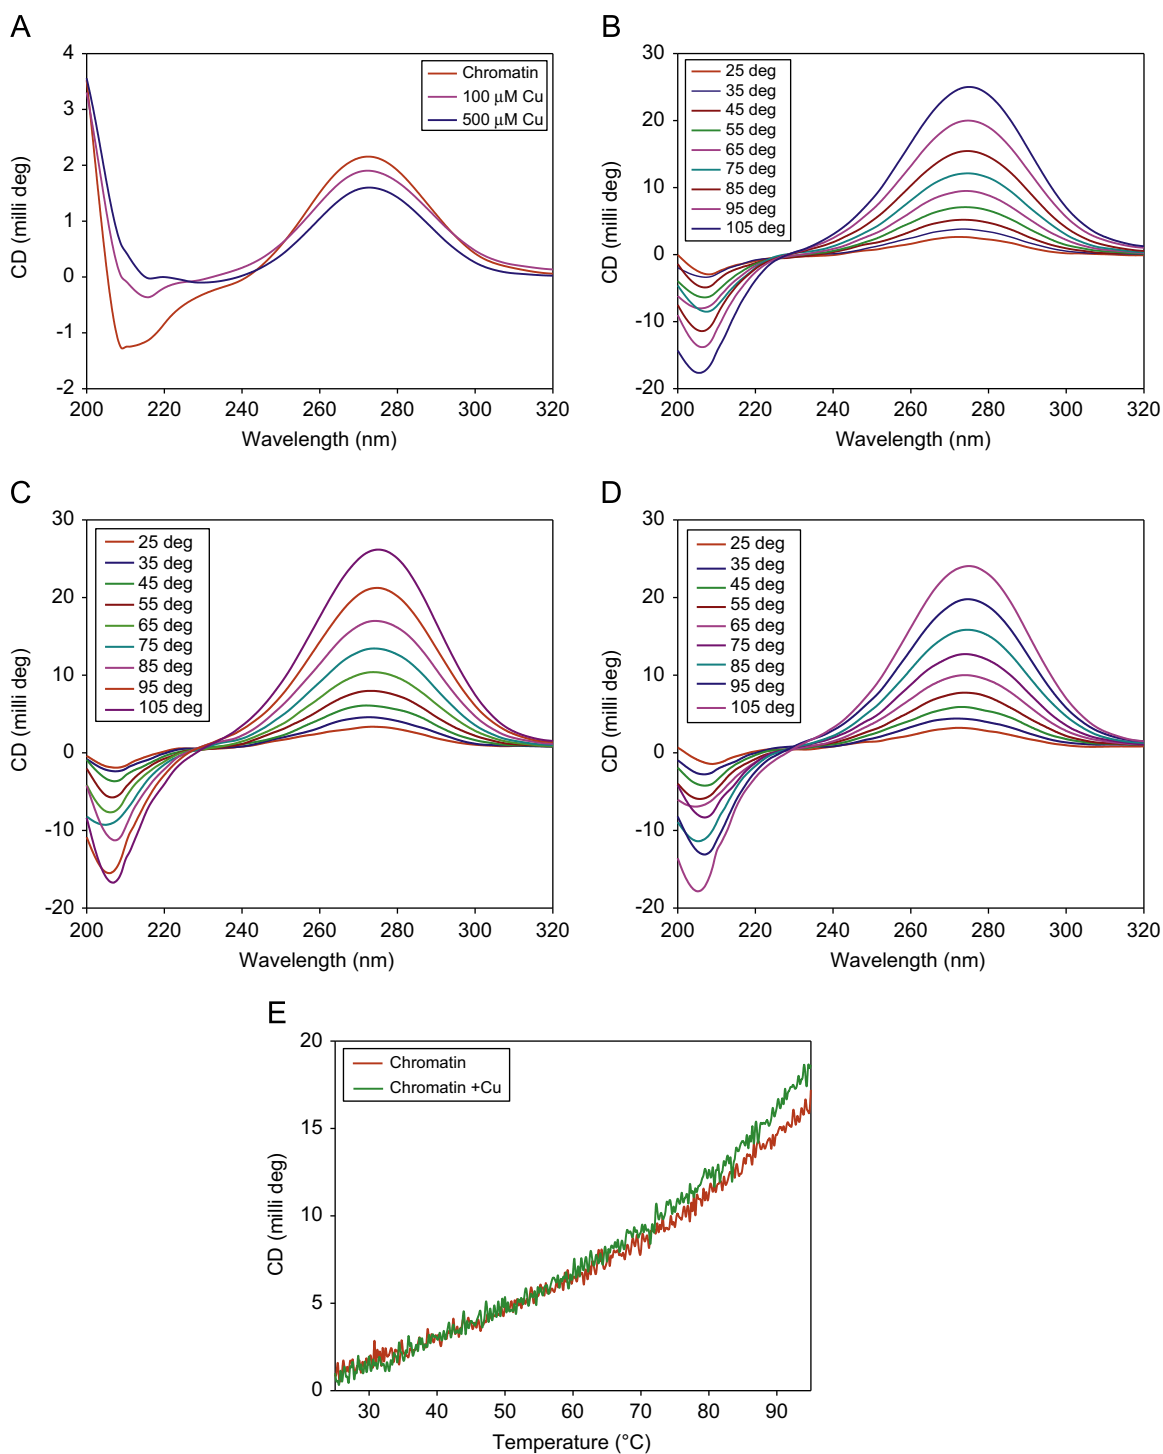 A
CD (milli deg)
4
3
2
1
0
-1
-2
200 220 240 260 280 300 320
Wavelength (nm)
Chromatin
100 μM Cu
500 μM Cu
B
CD (milli deg)
30
20
10
0
-10
-20
200 220 240 260 280 300 320
Wavelength (nm)
25 deg
35 deg
45 deg
55 deg
65 deg
75 deg
85 deg
95 deg
105 deg
C
CD (milli deg)
30
20
10
0
-10
-20
200 220 240 260 280 300 320
Wavelength (nm)
25 deg
35 deg
45 deg
55 deg
65 deg
75 deg
85 deg
95 deg
105 deg
D
CD (milli deg)
30
20
10
0
-10
-20
200 220 240 260 280 300 320
Wavelength (nm)
25 deg
35 deg
45 deg
55 deg
65 deg
75 deg
85 deg
95 deg
105 deg
E
CD (milli deg)
20
15
10
5
0
30 40 50 60 70 80 90
Temperature (°C)
Chromatin
Chromatin +Cu